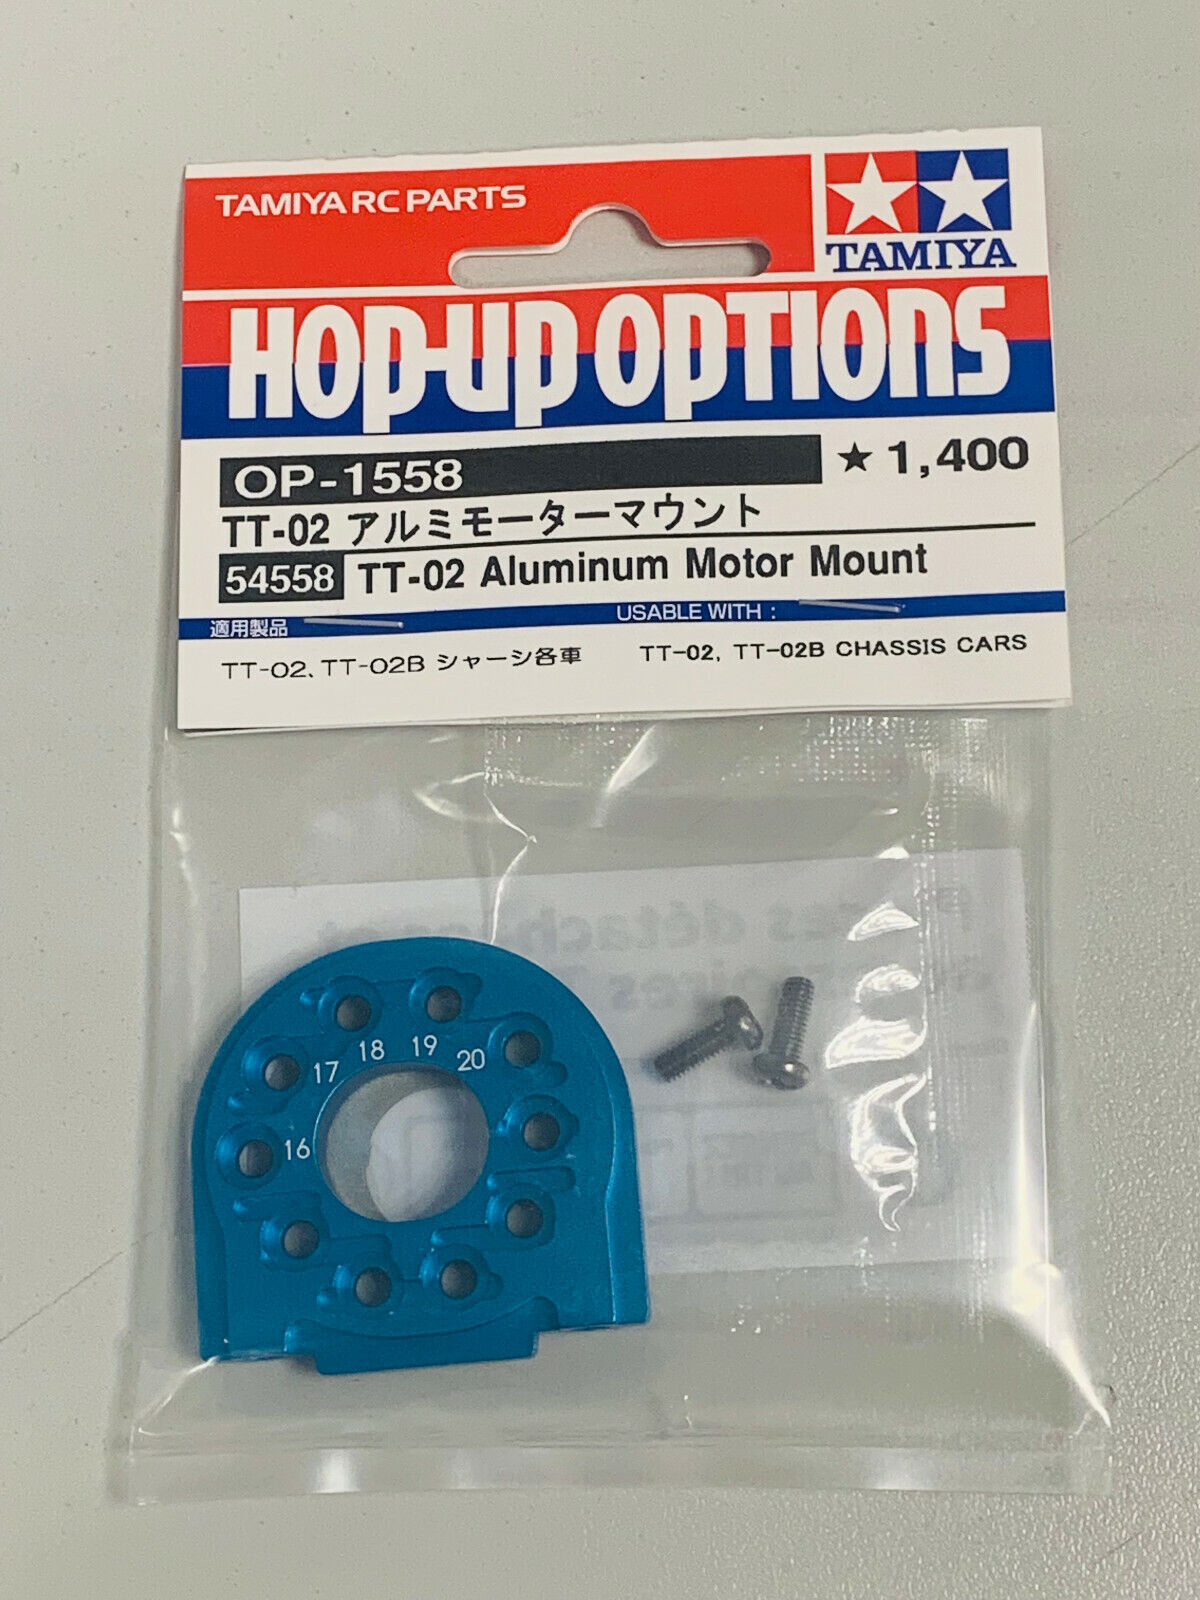 TAMIYA RC PARTS
TAMIYA
HOP-UP OPTIONS
OP-1558
★ 1,400
TT-02 アルミモーターマウント
54558 TT-02 Aluminum Motor Mount
適用製品 USABLE WITH :
TT-02、TT-02B シャーシ各車 TT-02, TT-02B CHASSIS CARS
16 17 18 19 20